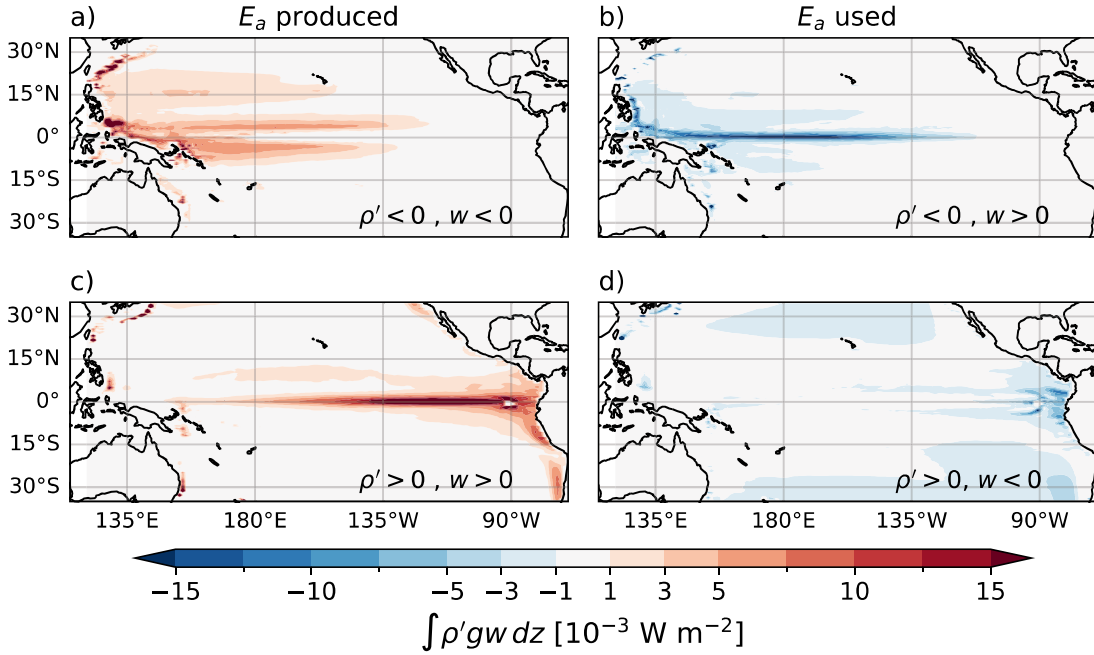 a) E_a produced
b) E_a used
30°N
15°N
0°
15°S
30°S
ρ′ < 0 , w < 0
ρ′ < 0 , w > 0
c)
d)
30°N
15°N
0°
15°S
30°S
ρ′ > 0 , w > 0
ρ′ > 0, w < 0
135°E 180°W 135°W 90°W
135°E 180°W 135°W 90°W
−15 −10 −5 −3 −1 1 3 5 10 15
∫ ρ′gw dz [10⁻³ W m⁻²]